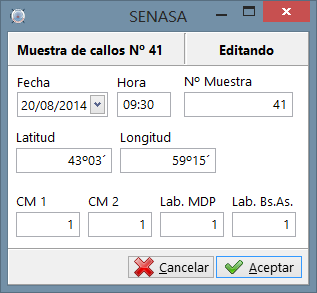 SENASA
Muestra de callos Nº 41 Editando
Fecha Hora Nº Muestra
20/08/2014 09:30 41
Latitud Longitud
43º03´ 59º15´
CM 1 CM 2 Lab. MDP Lab. Bs.As.
1 1 1 1
Cancelar Aceptar